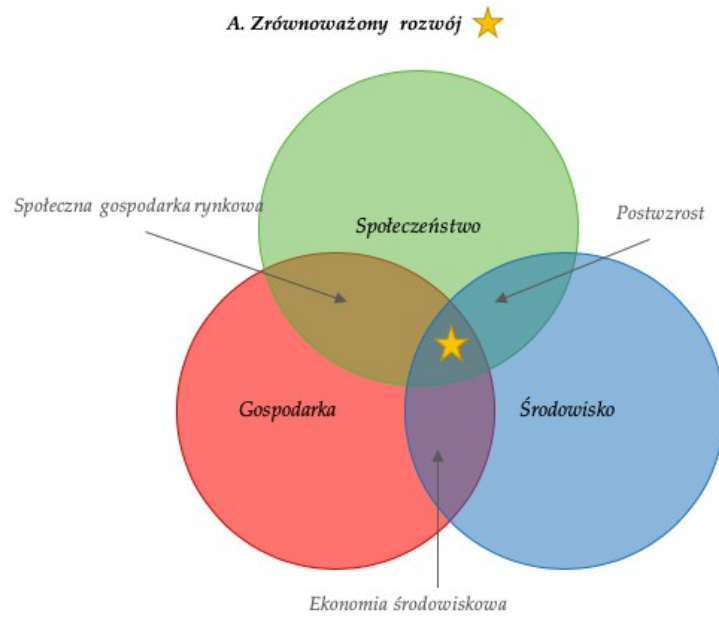 A. Zrównoważony rozwój
Społeczna gospodarka rynkowa
Społeczeństwo
Postwzrost
Gospodarka
Środowisko
Ekonomia środowiskowa